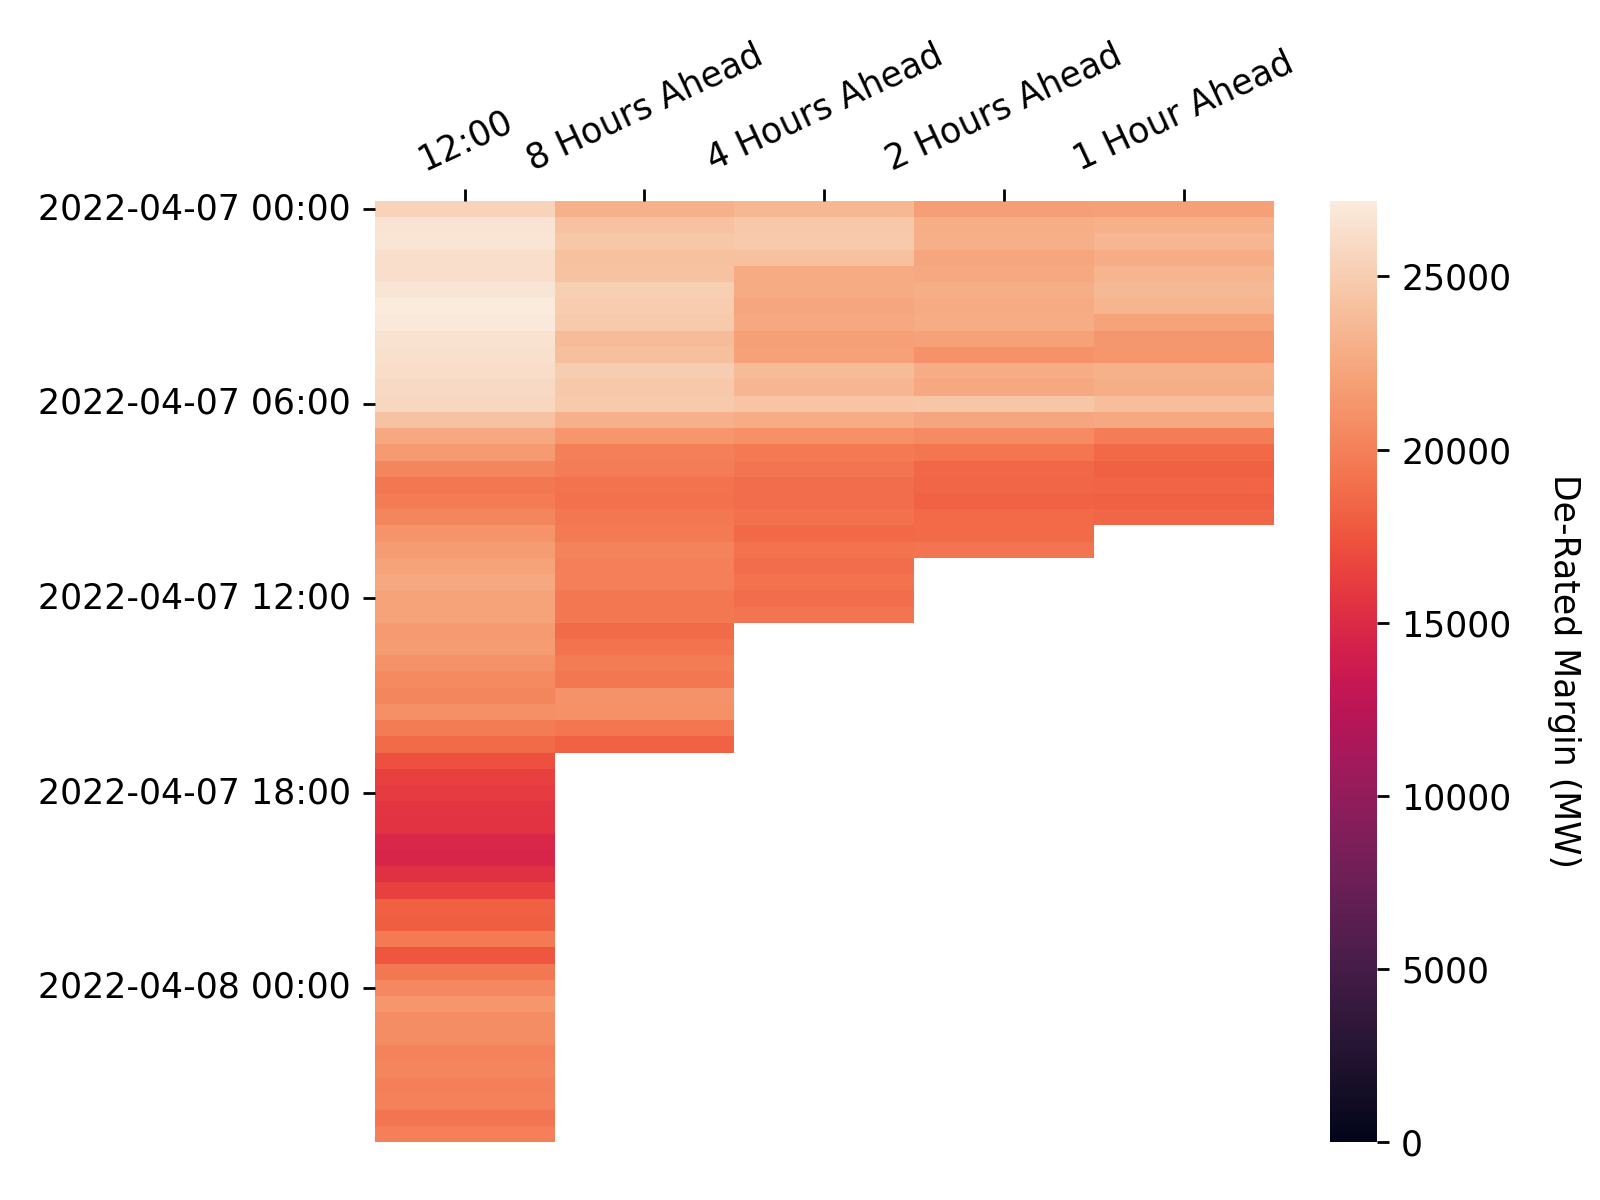 12:00
8 Hours Ahead
4 Hours Ahead
2 Hours Ahead
1 Hour Ahead
2022-04-07 00:00
2022-04-07 06:00
2022-04-07 12:00
2022-04-07 18:00
2022-04-08 00:00
25000
20000
15000
10000
5000
0
De-Rated Margin (MW)